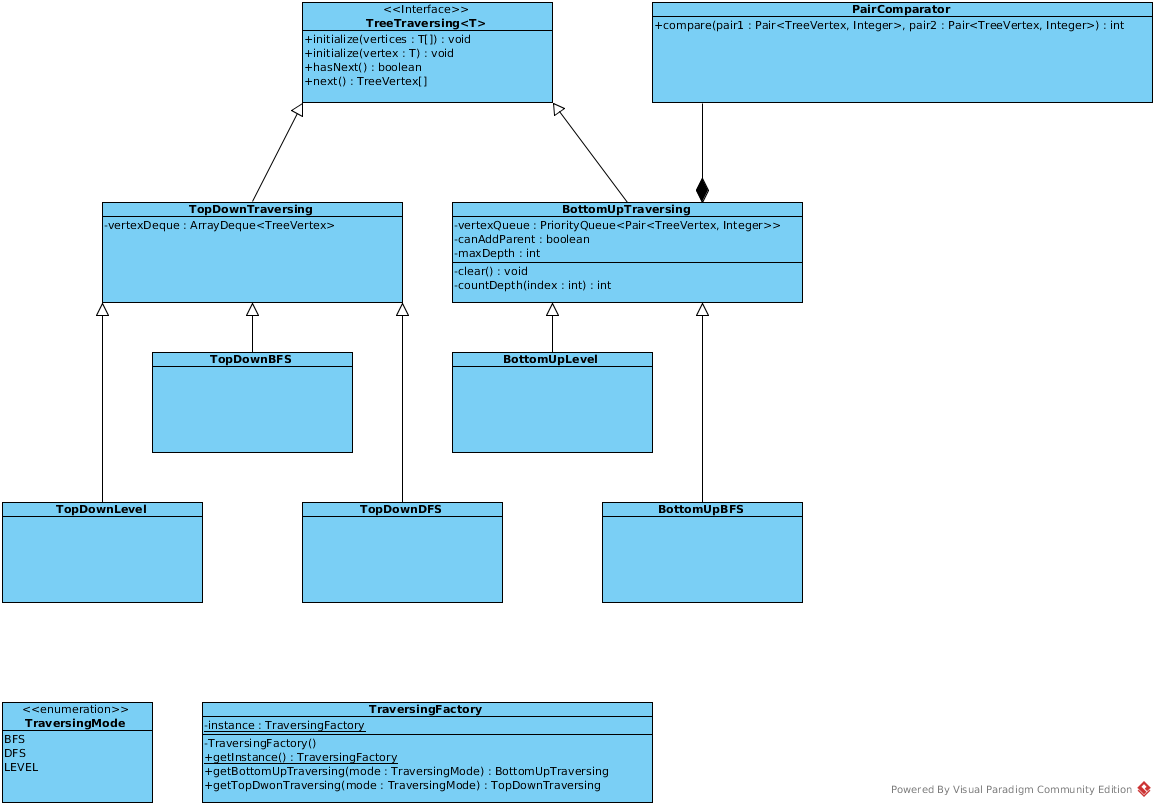 <<Interface>>
TreeTraversing<T>
+initialize(vertices : T[]) : void
+initialize(vertex : T) : void
+hasNext() : boolean
+next() : TreeVertex[]
PairComparator
+compare(pair1 : Pair<TreeVertex, Integer>, pair2 : Pair<TreeVertex, Integer>) : int
TopDownTraversing
-vertexDeque : ArrayDeque<TreeVertex>
BottomUpTraversing
-vertexQueue : PriorityQueue<Pair<TreeVertex, Integer>>
-canAddParent : boolean
-maxDepth : int
-clear() : void
-countDepth(index : int) : int
TopDownBFS
BottomUpLevel
TopDownLevel
TopDownDFS
BottomUpBFS
<<enumeration>>
TraversingMode
BFS
DFS
LEVEL
TraversingFactory
-instance : TraversingFactory
-TraversingFactory()
+getInstance() : TraversingFactory
+getBottomUpTraversing(mode : TraversingMode) : BottomUpTraversing
+getTopDwonTraversing(mode : TraversingMode) : TopDownTraversing
Powered By Visual Paradigm Community Edition